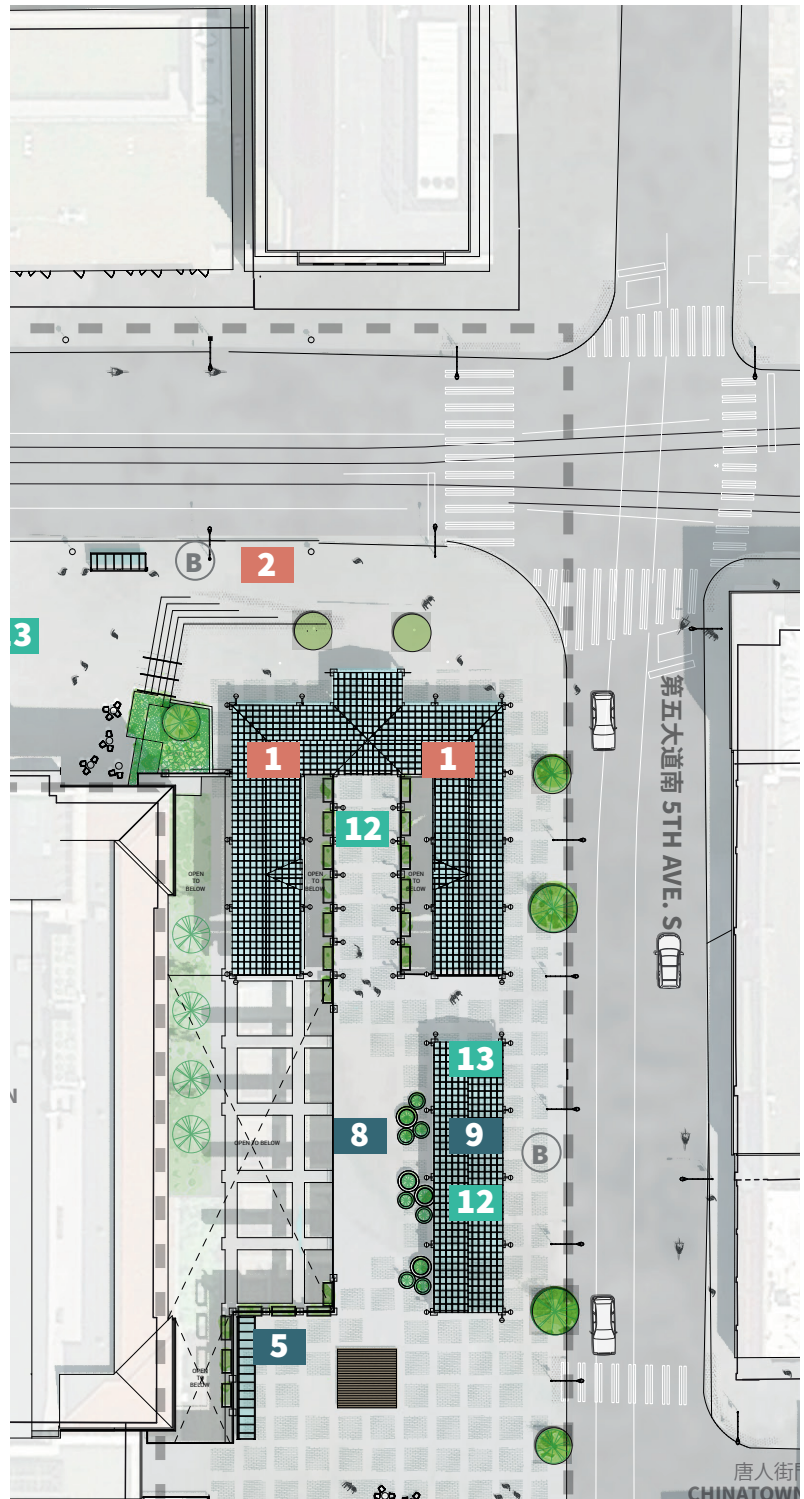 B
2
3
1
1
12
OPEN
TO
BELOW
OPEN
TO
BELOW
OPEN
TO
BELOW
第五大道南 5TH AVE. S
13
8
9
OPEN TO BELOW
B
12
5
OPEN
TO
BELOW
唐人街
CHINATOWN